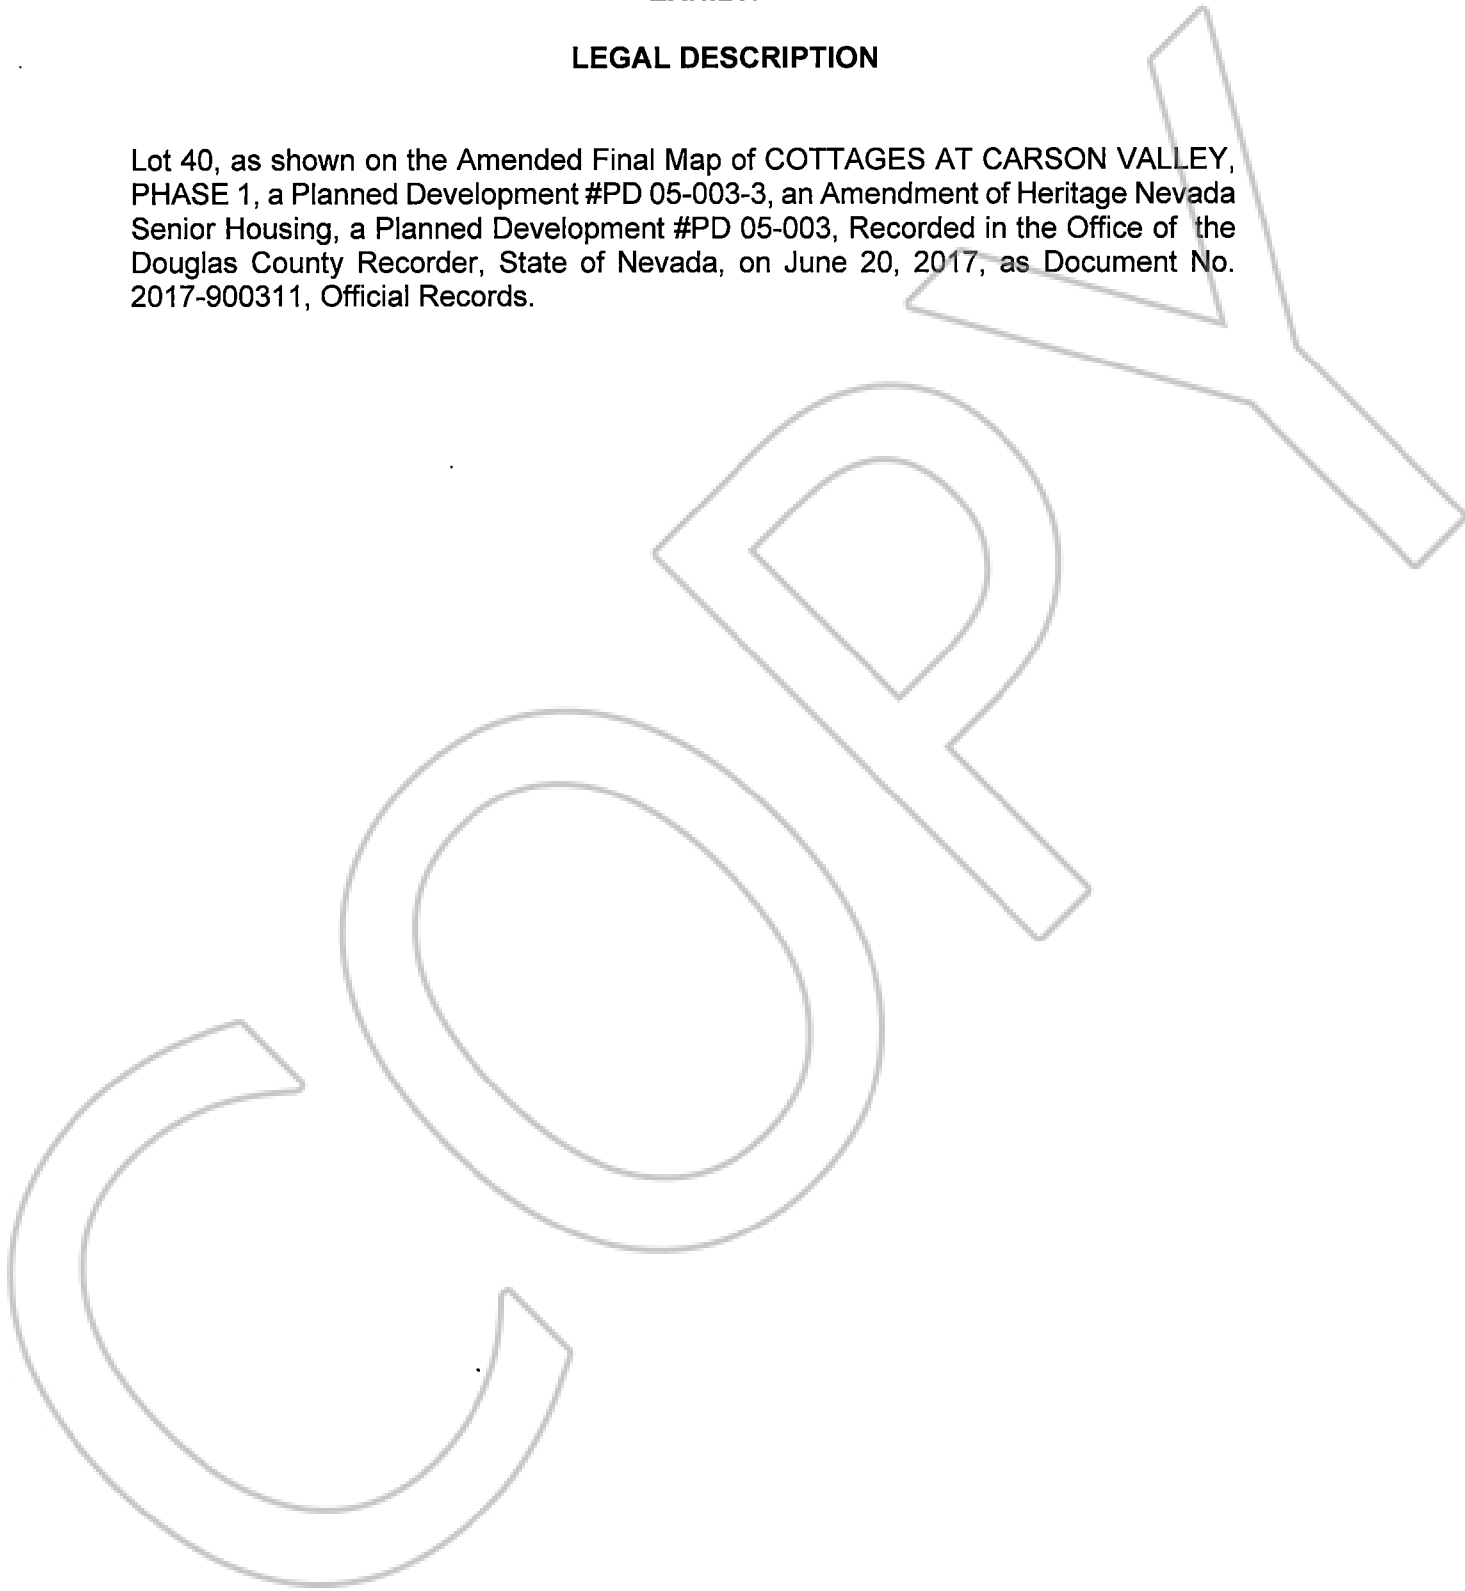 LEGAL DESCRIPTION
Lot 40, as shown on the Amended Final Map of COTTAGES AT CARSON VALLEY,
PHASE 1, a Planned Development #PD 05-003-3, an Amendment of Heritage Nevada
Senior Housing, a Planned Development #PD 05-003, Recorded in the Office of the
Douglas County Recorder, State of Nevada, on June 20, 2017, as Document No.
2017-900311, Official Records.
COPY